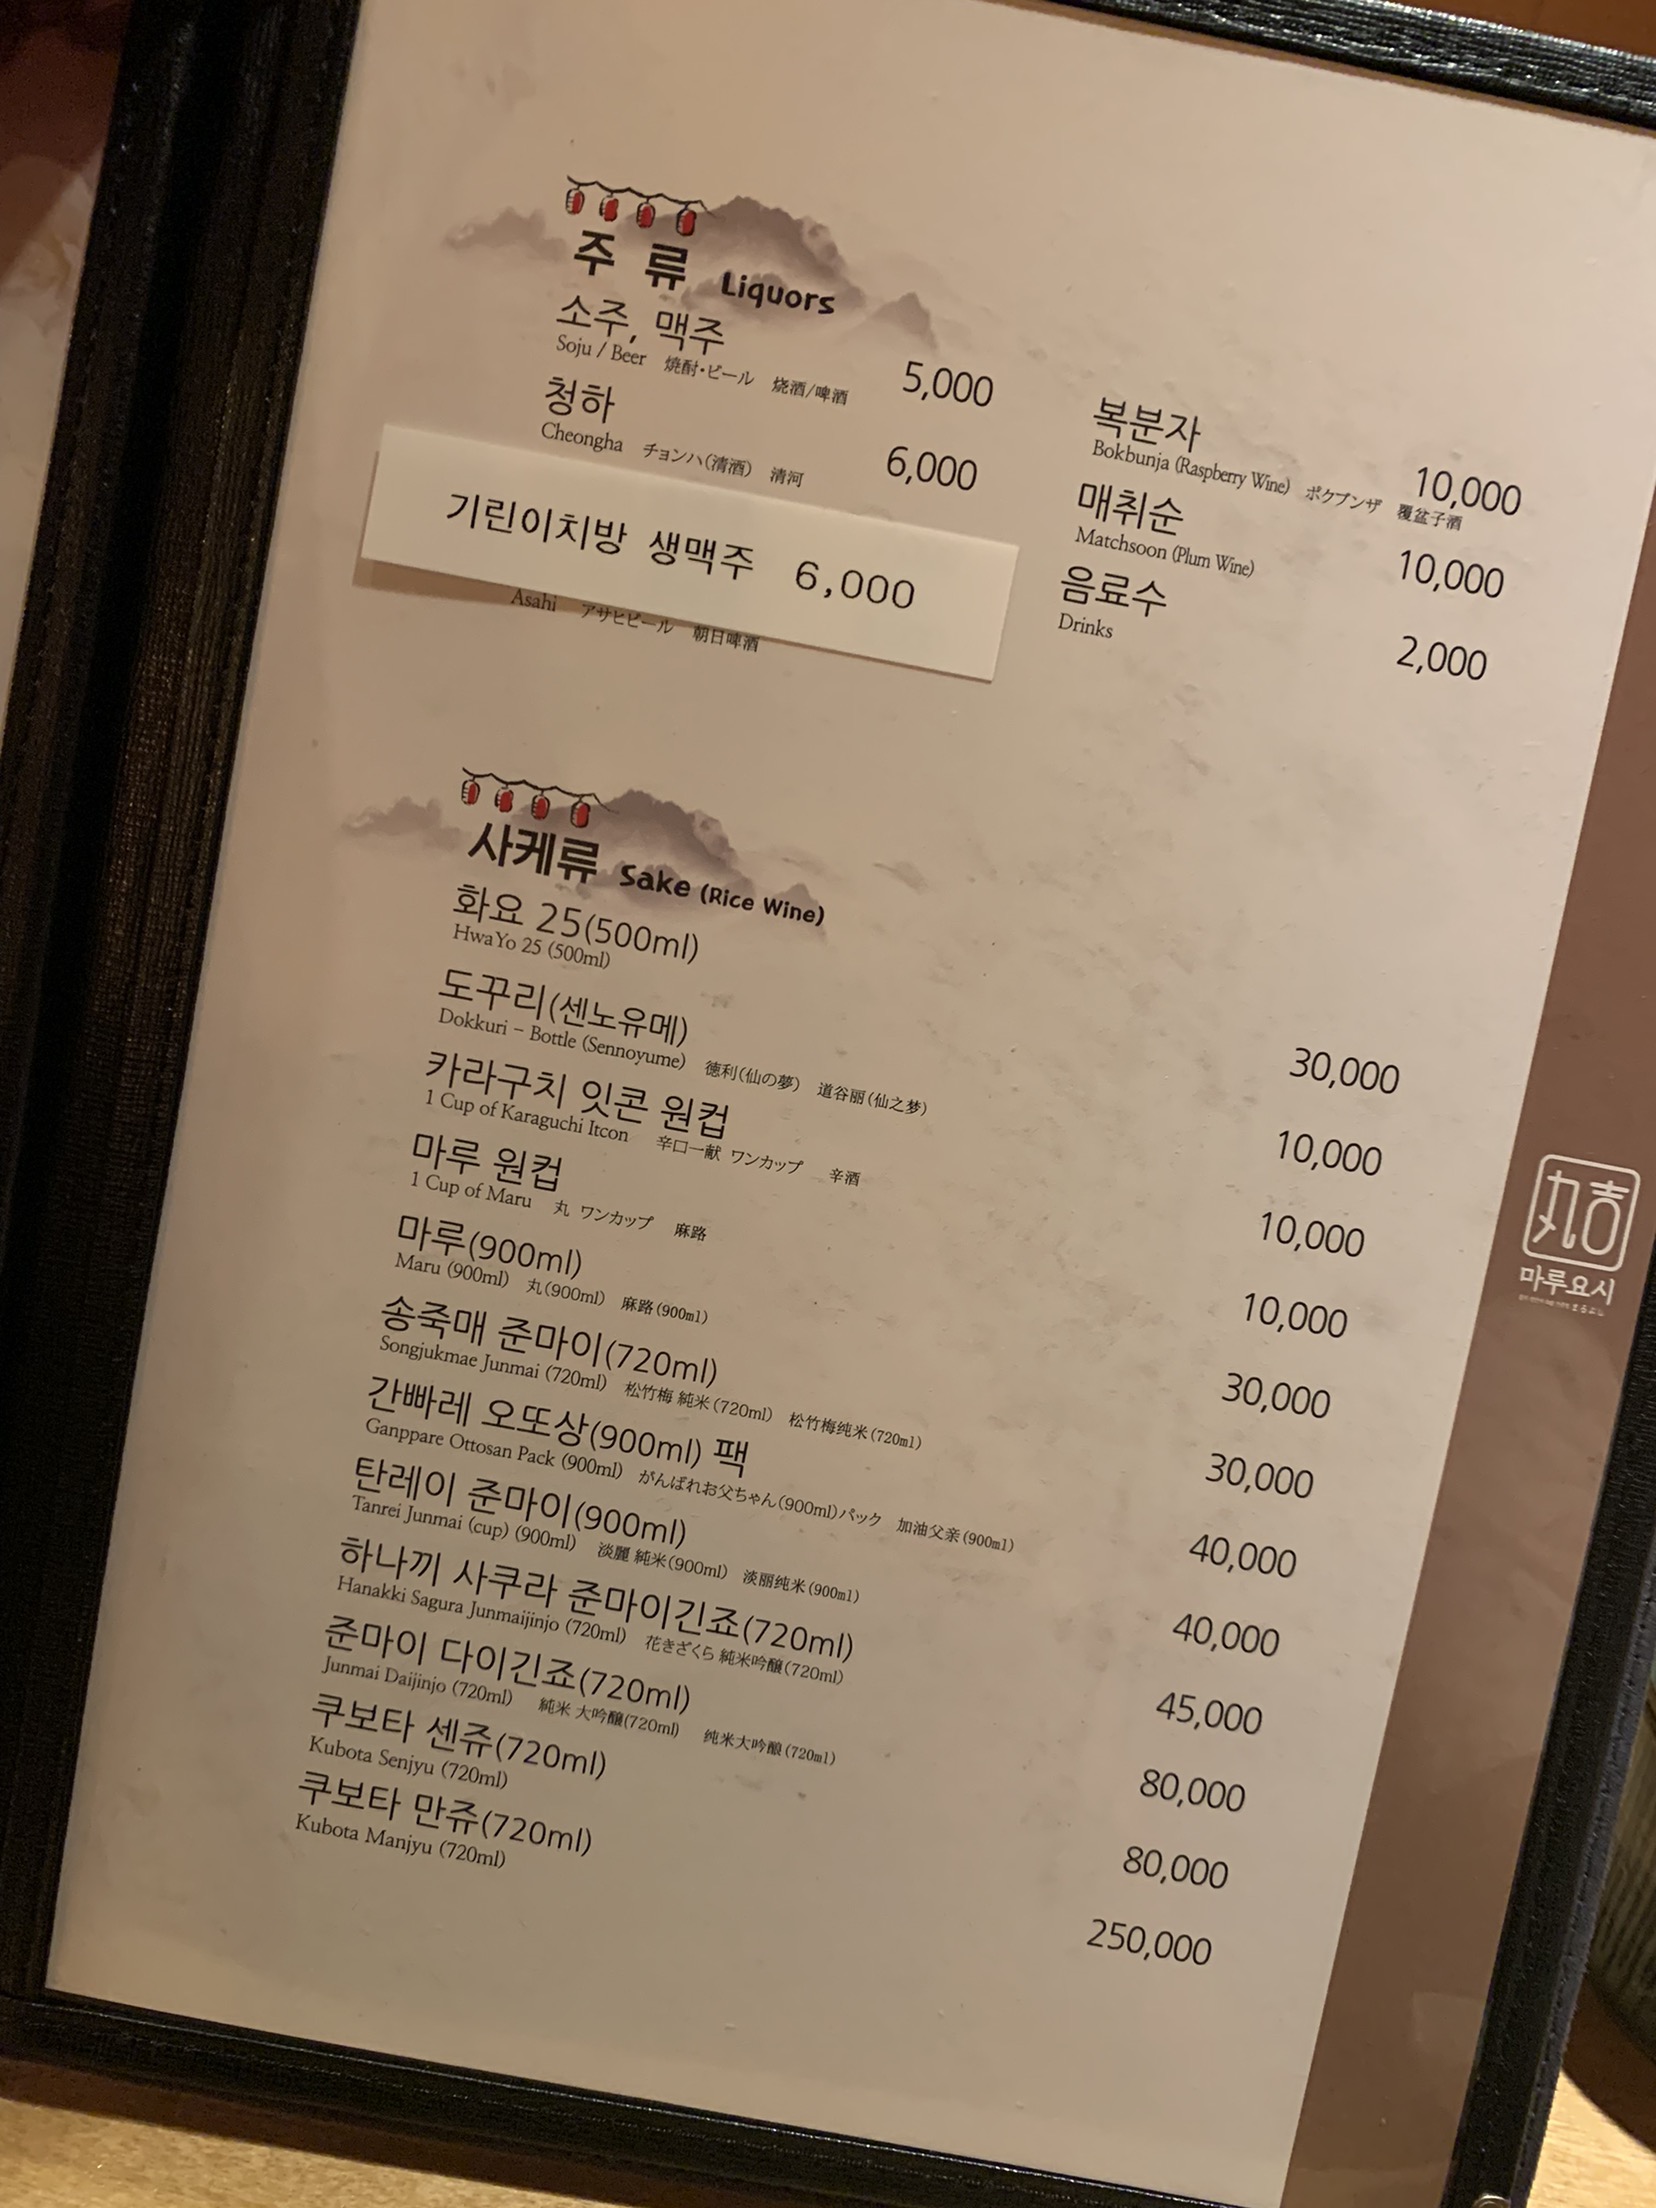 주 류 Liquors
소주, 맥주 5,000
Soju / Beer 焼酎・ビール 烧酒/啤酒
청하 6,000
Cheongha チョンハ(清酒) 清河
기린이치방 생맥주 6,000
Asahi アサヒビール 朝日啤酒
복분자 10,000
Bokbunja (Raspberry Wine) ポクブンザ 覆盆子酒
매취순 10,000
Matchsoon (Plum Wine)
음료수 2,000
Drinks
사케류 Sake (Rice Wine)
화요 25(500ml) 30,000
HwaYo 25 (500ml)
도꾸리(센노유메) 10,000
Dokkuri - Bottle (Sennoyume) 徳利(仙の夢) 道谷丽(仙之梦)
카라구치 잇콘 원컵 10,000
1 Cup of Karaguchi Itcon 辛口一献 ワンカップ 辛酒
마루 원컵 10,000
1 Cup of Maru 丸 ワンカップ 麻路
마루(900ml) 30,000
Maru (900ml) 丸(900ml) 麻路(900ml)
송죽매 준마이(720ml) 30,000
Songjukmae Junmai (720ml) 松竹梅 純米(720ml) 松竹梅纯米(720ml)
간빠레 오또상(900ml) 팩 40,000
Ganppare Ottosan Pack (900ml) がんばれお父ちゃん(900ml)パック 加油父亲(900ml)
탄레이 준마이(900ml) 40,000
Tanrei Junmai (cup) (900ml) 淡麗 純米(900ml) 淡丽纯米(900ml)
하나끼 사쿠라 준마이긴죠(720ml) 45,000
Hanakki Sagura Junmaijinjo (720ml) 花きざくら 純米吟醸(720ml)
준마이 다이긴죠(720ml) 80,000
Junmai Daijinjo (720ml) 純米 大吟醸(720ml) 纯米大吟酿(720ml)
쿠보타 센쥬(720ml) 80,000
Kubota Senjyu (720ml)
쿠보타 만쥬(720ml) 250,000
Kubota Manjyu (720ml)
丸吉
마루요시